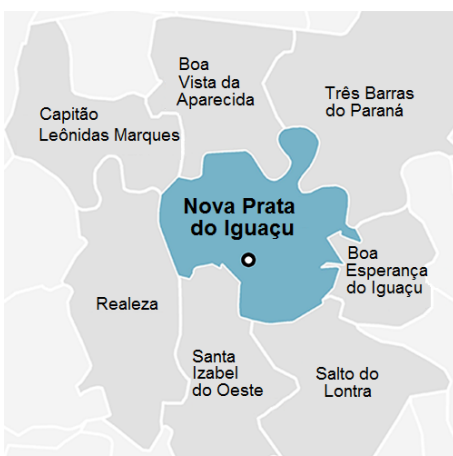 Boa
Vista da
Aparecida
Três Barras
do Paraná
Capitão
Leônidas Marques
Nova Prata
do Iguaçu
Boa
Esperança
do Iguaçu
Realeza
Santa
Izabel
do Oeste
Salto do
Lontra